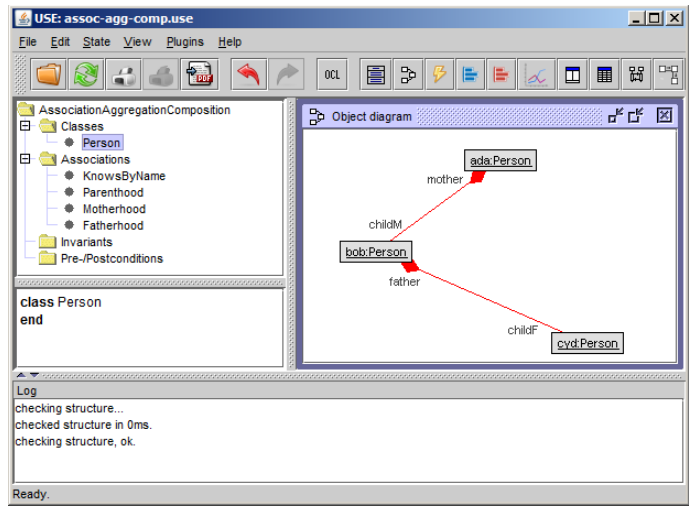 USE: assoc-agg-comp.use
File Edit State View Plugins Help
PDF OCL
AssociationAggregationComposition
Classes
Person
Associations
KnowsByName
Parenthood
Motherhood
Fatherhood
Invariants
Pre-/Postconditions
class Person
end
Object diagram
ada:Person
mother
childM
bob:Person
father
childF
cyd:Person
Log
checking structure...
checked structure in 0ms.
checking structure, ok.
Ready.